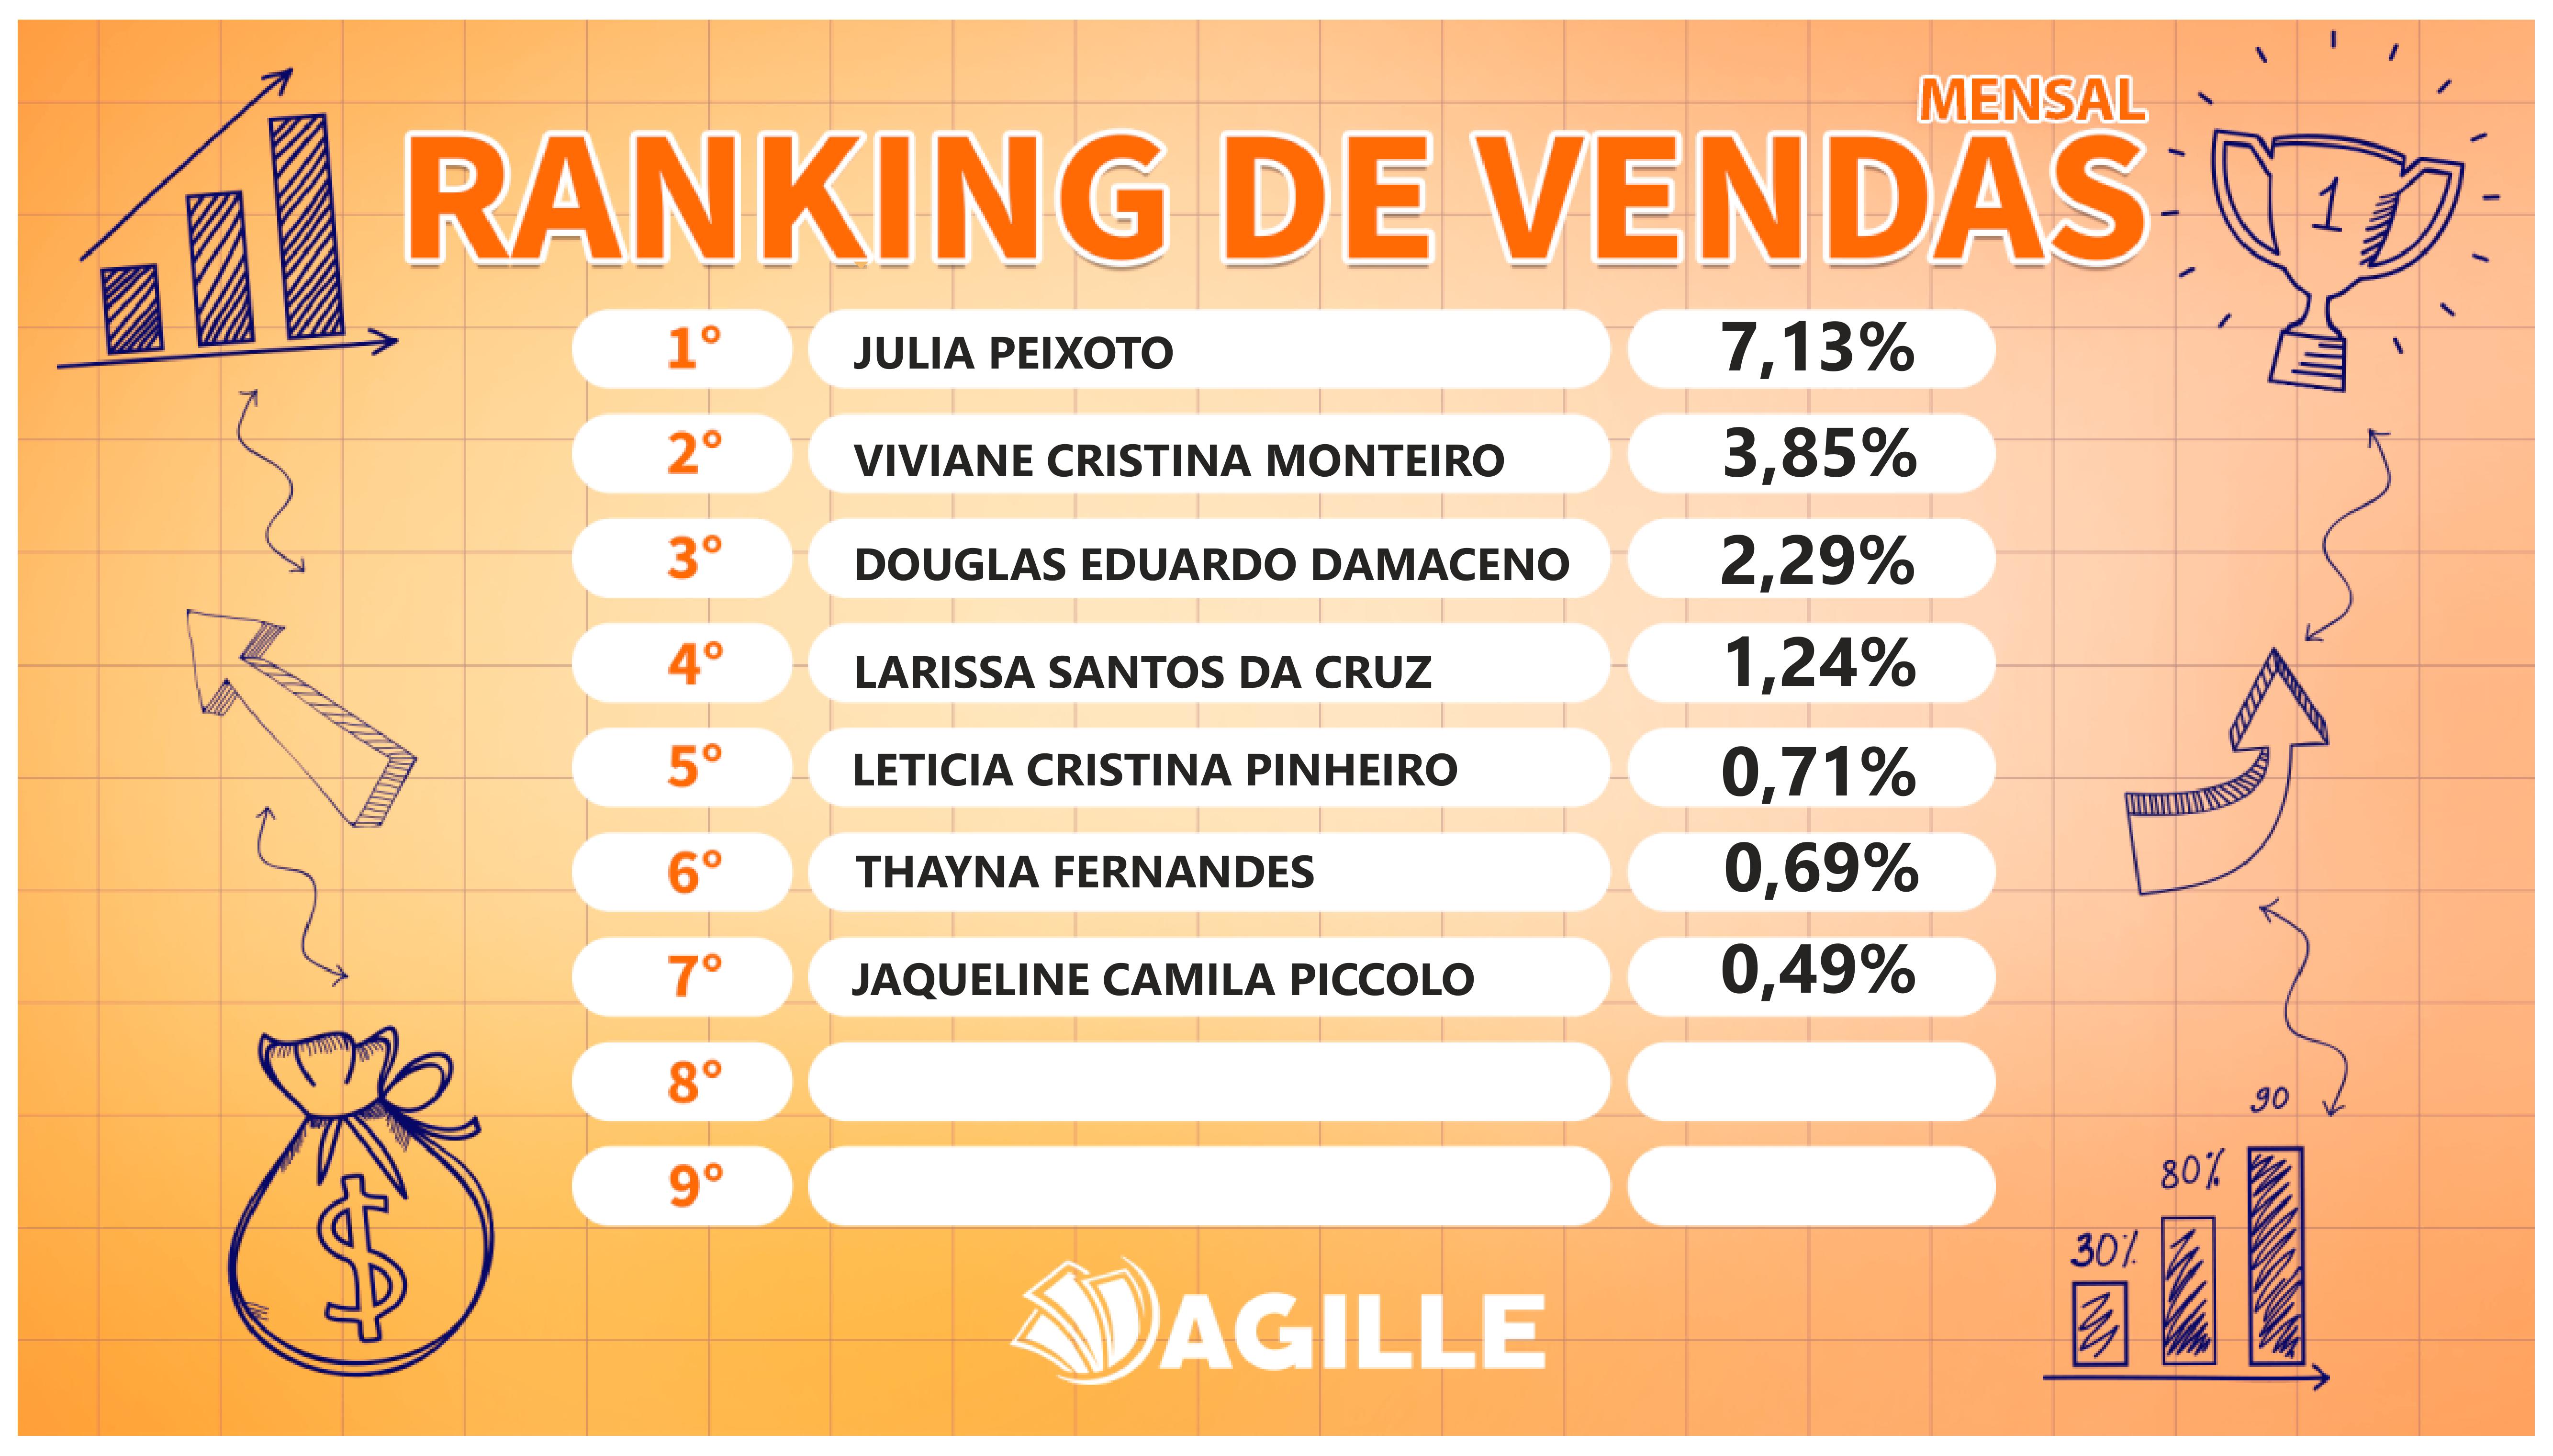 MENSAL
RANKING DE VENDAS
1
1° JULIA PEIXOTO 7,13%
2° VIVIANE CRISTINA MONTEIRO 3,85%
3° DOUGLAS EDUARDO DAMACENO 2,29%
4° LARISSA SANTOS DA CRUZ 1,24%
5° LETICIA CRISTINA PINHEIRO 0,71%
6° THAYNA FERNANDES 0,69%
7° JAQUELINE CAMILA PICCOLO 0,49%
8°
9°
$
90
80%
30%
AGILLE